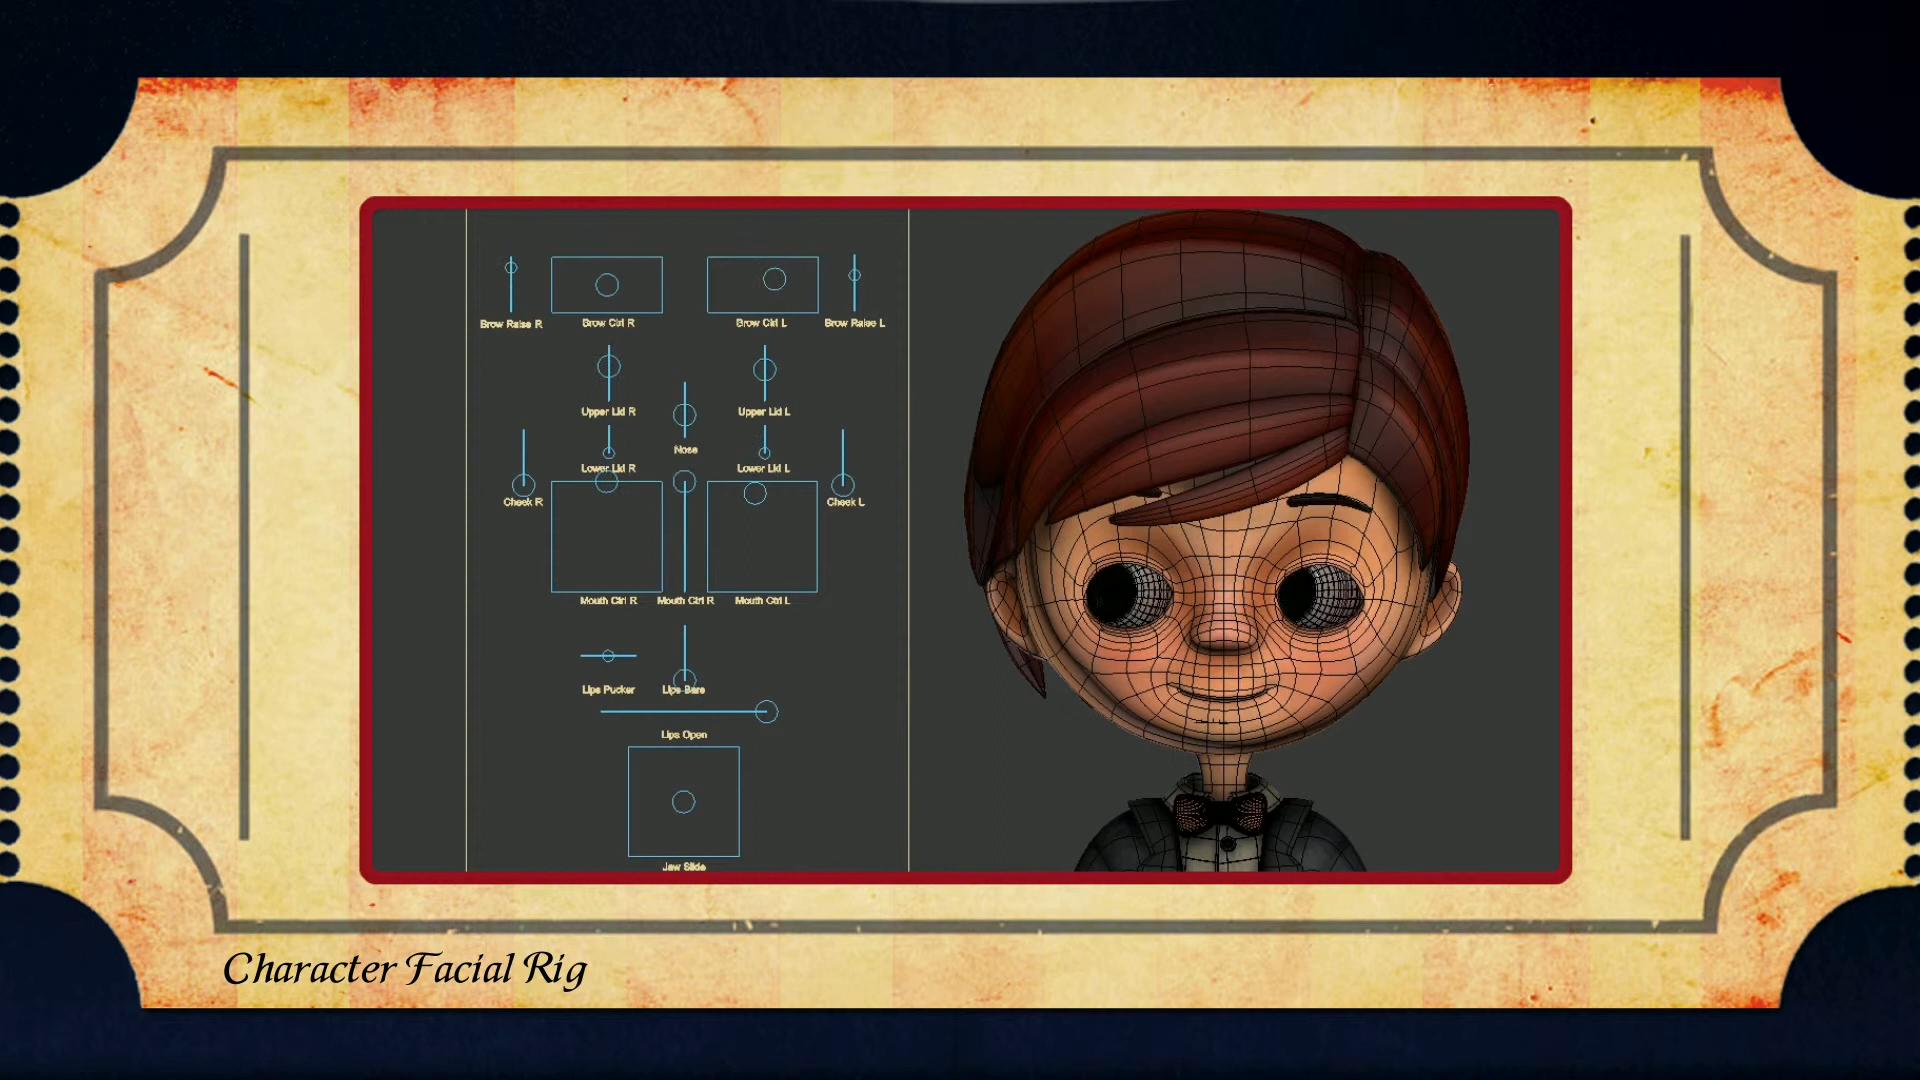 Brow Raise R
Brow Ctrl R
Brow Ctrl L
Brow Raise L
Upper Lid R
Upper Lid L
Nose
Lower Lid R
Lower Lid L
Cheek R
Cheek L
Mouth Ctrl R
Mouth Ctrl R
Mouth Ctrl L
Lips Pucker
Lips Bare
Lips Open
Jaw Slide
Character Facial Rig